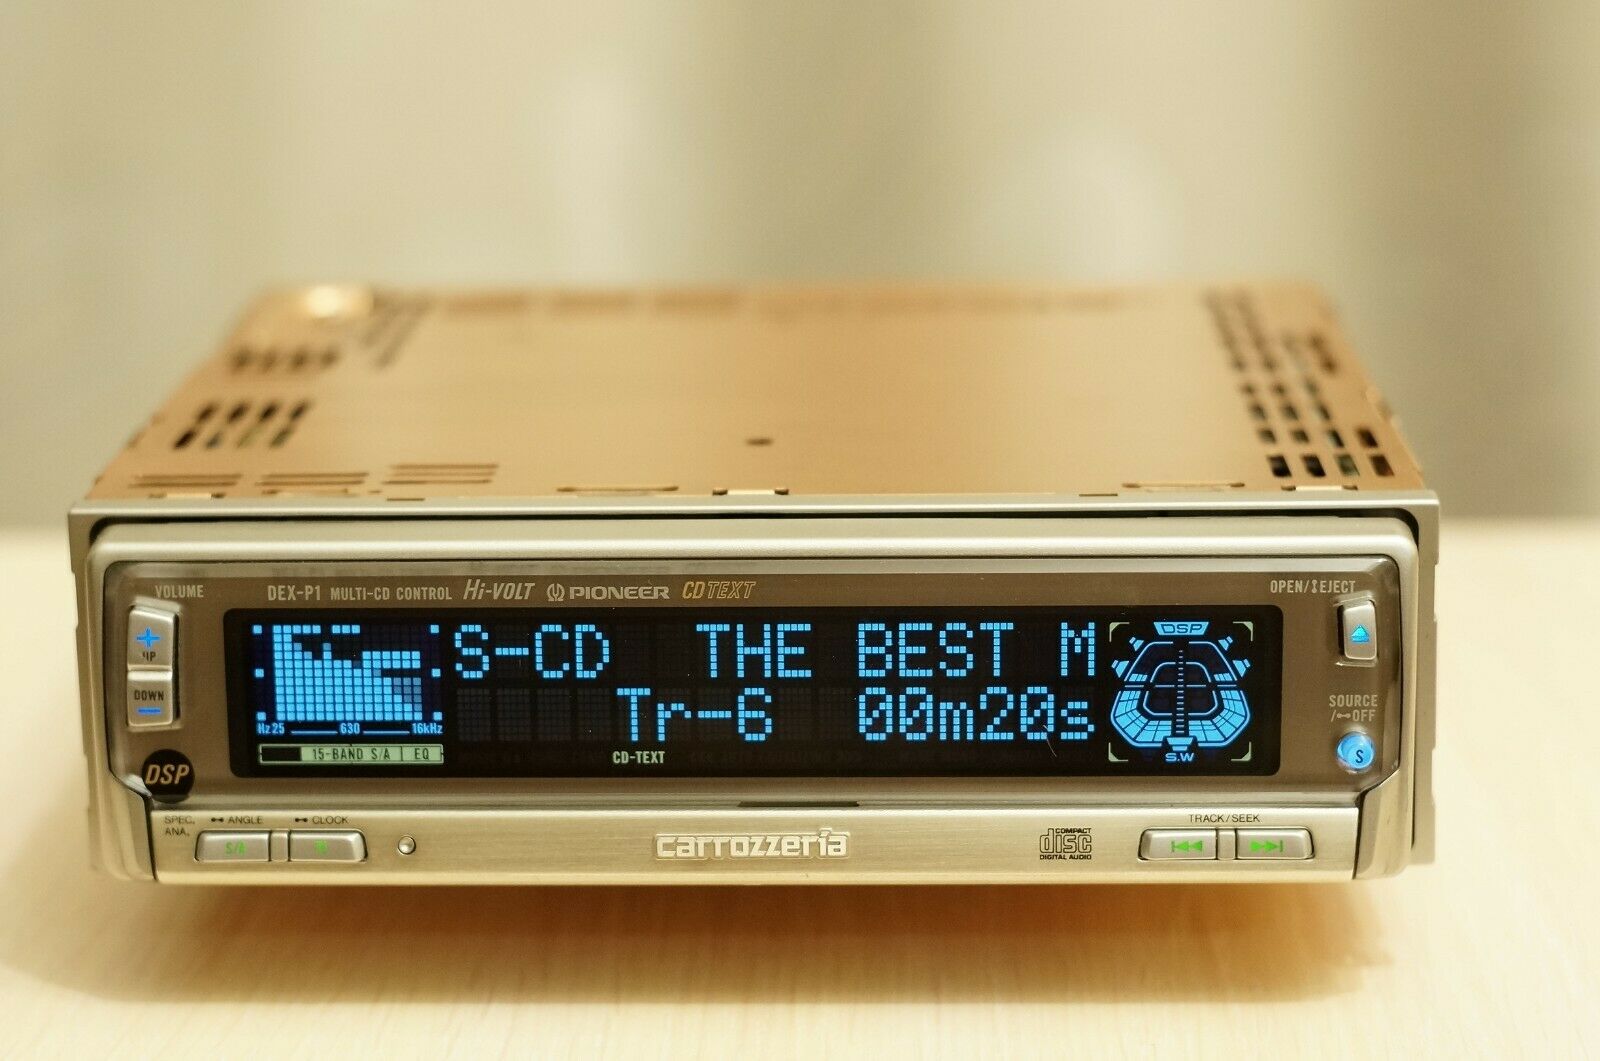 VOLUME
DEX-P1 MULTI-CD CONTROL Hi-VOLT PIONEER CD TEXT
OPEN/EJECT
+
UP
DOWN
S-CD THE BEST M
Tr-6 00m20s
Hz 25 630 16kHz
15-BAND S/A EQ
CD-TEXT
DSP
S.W
SOURCE
/OFF
S
DSP
SPEC.
ANA.
ANGLE
CLOCK
S/A
carrozzeria
COMPACT
disc
DIGITAL AUDIO
TRACK/SEEK